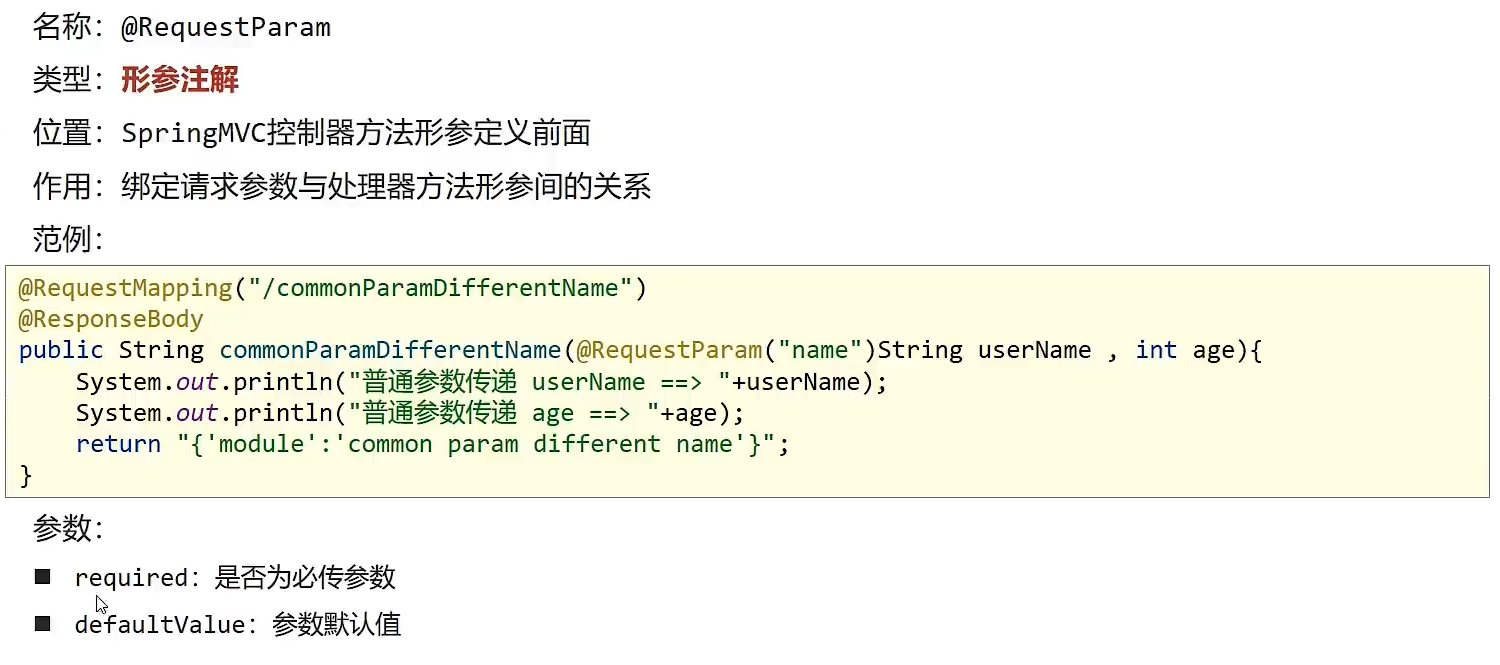 名称：@RequestParam
类型：形参注解
位置：SpringMVC控制器方法形参定义前面
作用：绑定请求参数与处理器方法形参间的关系
范例：
@RequestMapping("/commonParamDifferentName")
@ResponseBody
public String commonParamDifferentName(@RequestParam("name")String userName , int age){
    System.out.println("普通参数传递 userName ==> "+userName);
    System.out.println("普通参数传递 age ==> "+age);
    return "{'module':'common param different name'}";
}
参数：
■ required：是否为必传参数
■ defaultValue：参数默认值